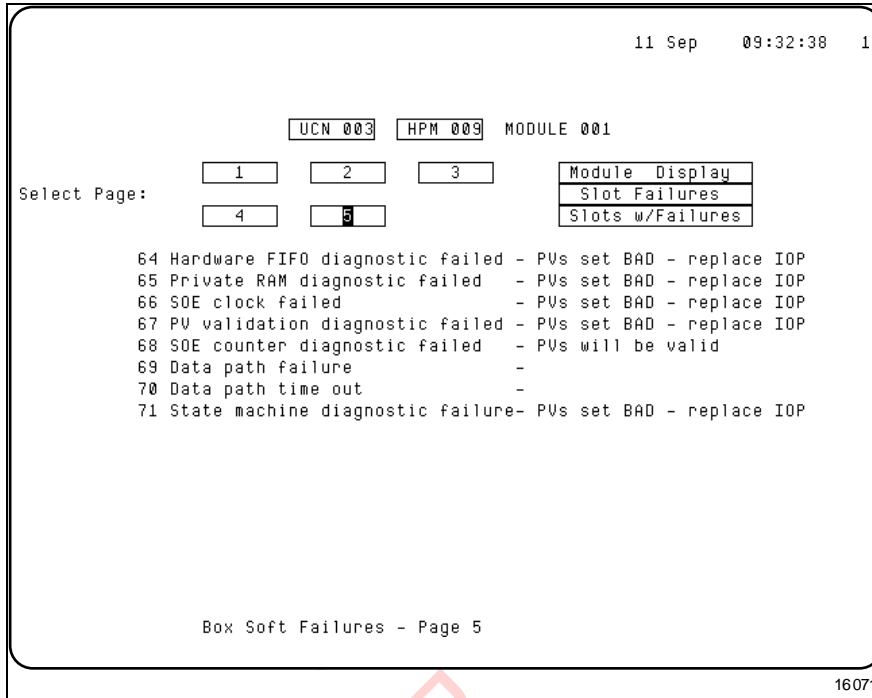 11 Sep 09:32:38 1
UCN 003 HPM 009 MODULE 001
1 2 3 Module Display
Select Page: Slot Failures
4 5 Slots w/Failures
64 Hardware FIFO diagnostic failed - PVs set BAD - replace IOP
65 Private RAM diagnostic failed - PVs set BAD - replace IOP
66 SOE clock failed - PVs set BAD - replace IOP
67 PV validation diagnostic failed - PVs set BAD - replace IOP
68 SOE counter diagnostic failed - PVs will be valid
69 Data path failure -
70 Data path time out -
71 State machine diagnostic failure- PVs set BAD - replace IOP
Box Soft Failures - Page 5
16071